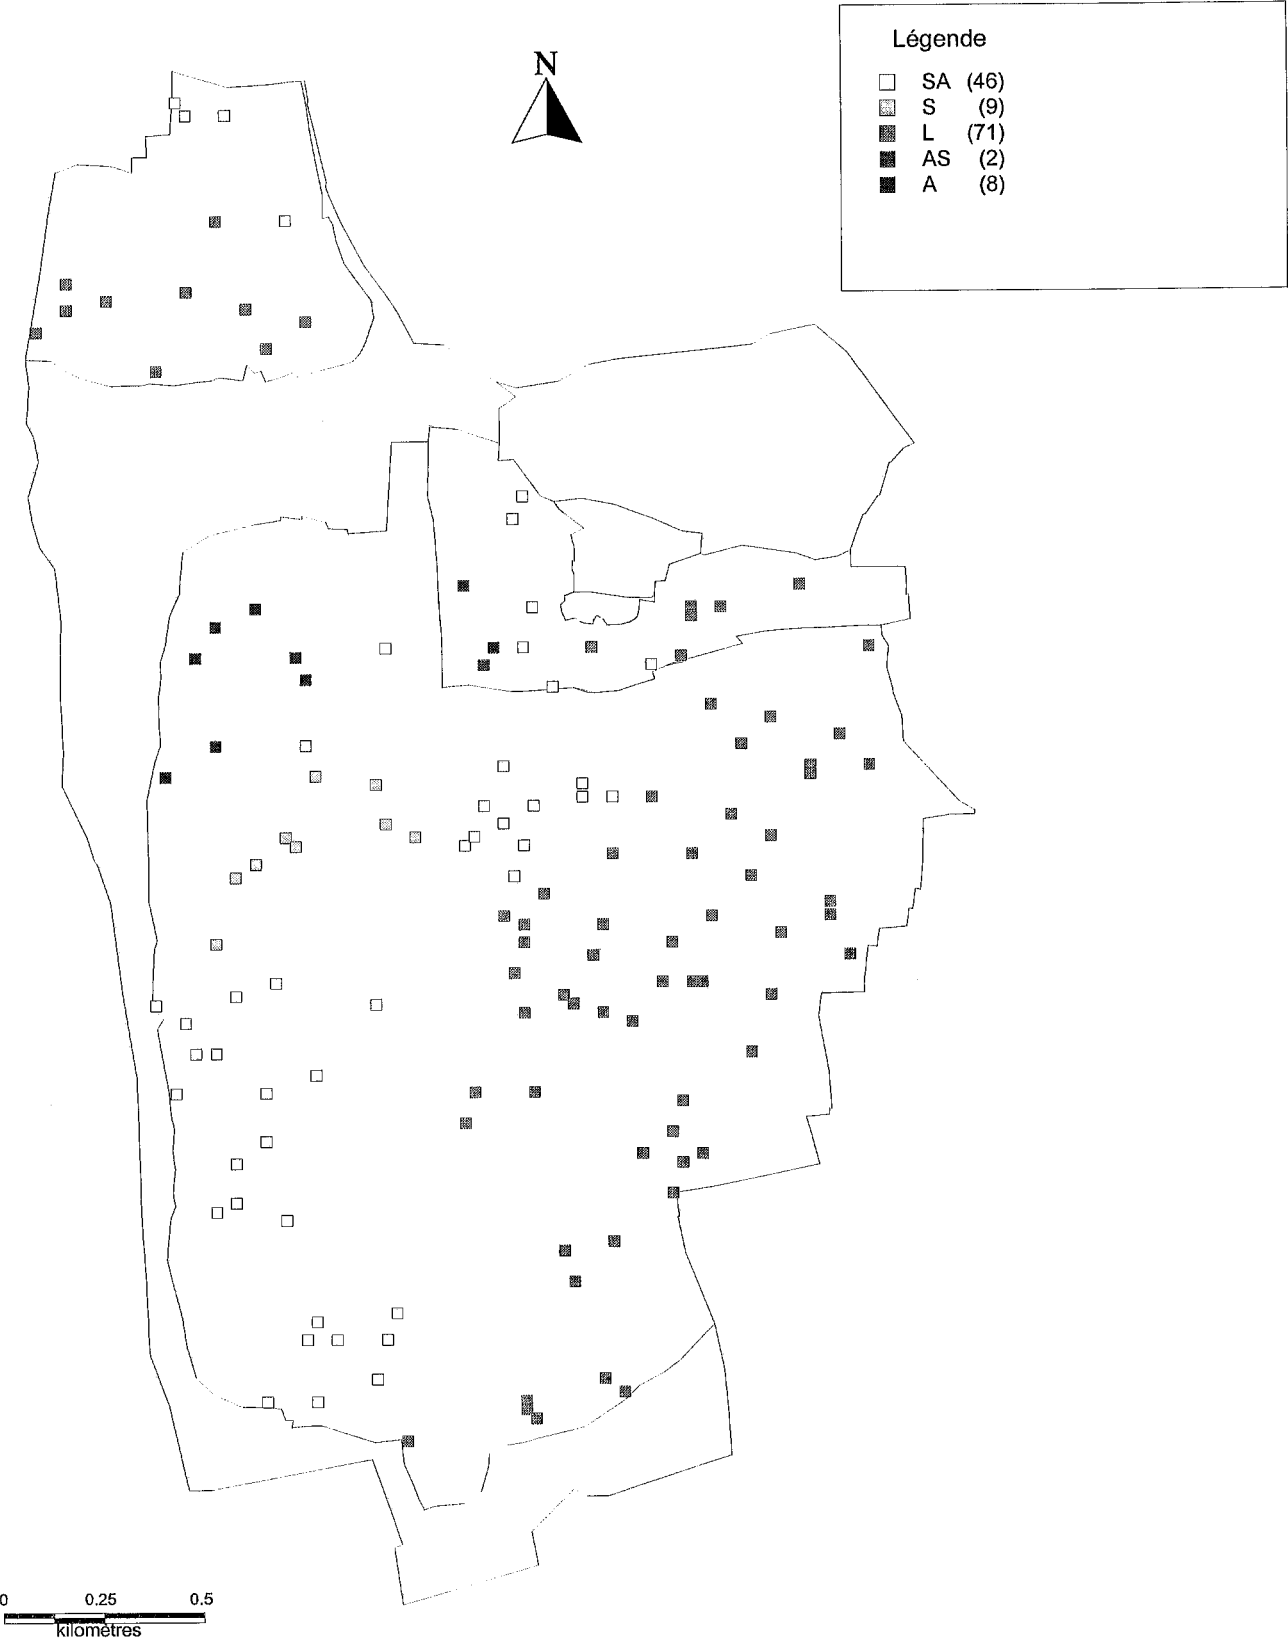 N
Légende
SA (46)
S (9)
L (71)
AS (2)
A (8)
0 0.25 0.5
kilomètres